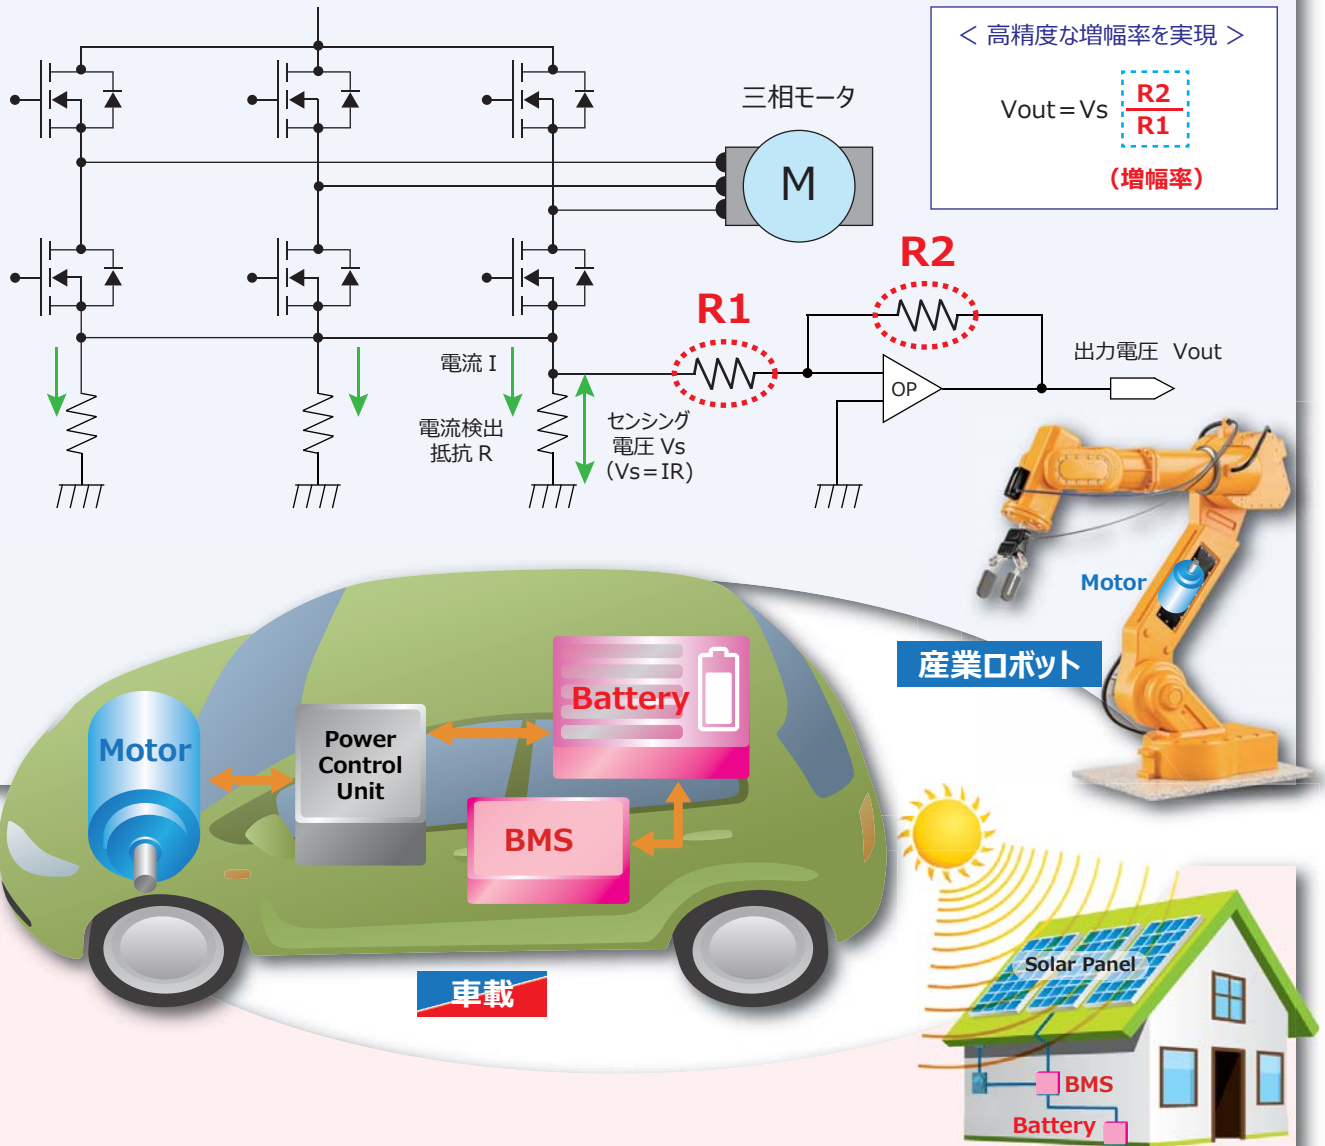 ＜ 高精度な増幅率を実現 ＞
Vout＝Vs R2
R1
（増幅率）
三相モータ
M
R2
R1
電流 I
出力電圧 Vout
OP
電流検出
抵抗 R
センシング
電圧 Vs
（Vs＝IR）
Motor
産業ロボット
Battery
Motor
Power
Control
Unit
BMS
車載
Solar Panel
BMS
Battery